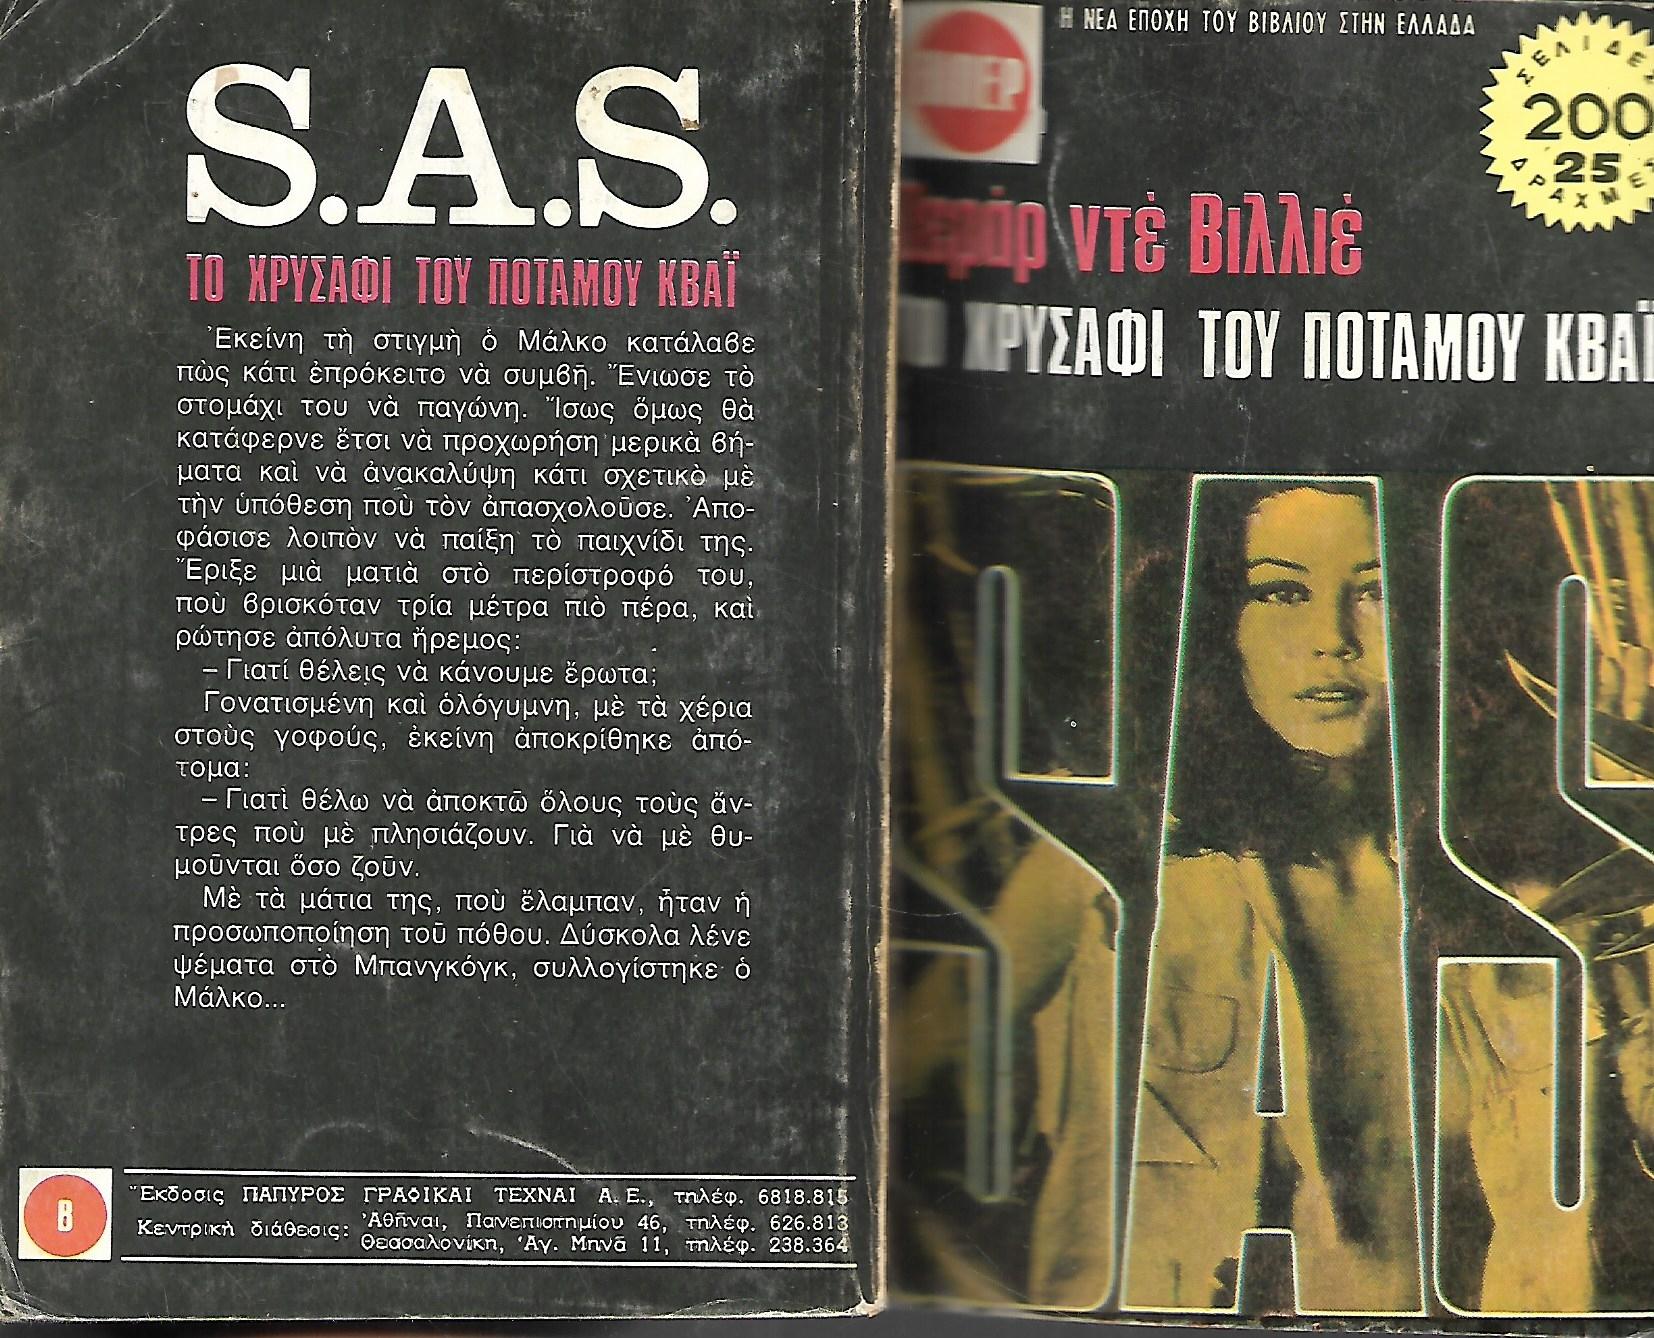 S.A.S.
ΤΟ ΧΡΥΣΑΦΙ ΤΟΥ ΠΟΤΑΜΟΥ ΚΒΑΪ
Ἐκείνη τὴ στιγμὴ ὁ Μάλκο κατάλαβε
πὼς κάτι ἐπρόκειτο νὰ συμβῆ. Ἔνιωσε τὸ
στομάχι του νὰ παγώνη. Ἴσως ὅμως θὰ
κατάφερνε ἔτσι νὰ προχωρήση μερικὰ βή-
ματα καὶ νὰ ἀνακαλύψη κάτι σχετικὸ μὲ
τὴν ὑπόθεση ποὺ τὸν ἀπασχολοῦσε. Ἀπο-
φάσισε λοιπὸν νὰ παίξη τὸ παιχνίδι της.
Ἔριξε μιὰ ματιὰ στὸ περίστροφό του,
ποὺ βρισκόταν τρία μέτρα πιὸ πέρα, καὶ
ρώτησε ἀπόλυτα ἤρεμος:
– Γιατί θέλεις νὰ κάνουμε ἔρωτα;
Γονατισμένη καὶ ὁλόγυμνη, μὲ τὰ χέρια
στοὺς γοφούς, ἐκείνη ἀποκρίθηκε ἀπό-
τομα:
– Γιατὶ θέλω νὰ ἀποκτῶ ὅλους τοὺς ἄν-
τρες ποὺ μὲ πλησιάζουν. Γιὰ νὰ μὲ θυ-
μοῦνται ὅσο ζοῦν.
Μὲ τὰ μάτια της, ποὺ ἔλαμπαν, ἦταν ἡ
προσωποποίηση τοῦ πόθου. Δύσκολα λένε
ψέματα στὸ Μπανγκόγκ, συλλογίστηκε ὁ
Μάλκο...
8
Ἔκδοσις ΠΑΠΥΡΟΣ ΓΡΑΦΙΚΑΙ ΤΕΧΝΑΙ Α.Ε., τηλέφ. 6818.815
Κεντρικὴ διάθεσις: Ἀθῆναι, Πανεπιστημίου 46, τηλέφ. 626.813
Θεσσαλονίκη, Ἁγ. Μηνᾶ 11, τηλέφ. 238.364
Η ΝΕΑ ΕΠΟΧΗ ΤΟΥ ΒΙΒΛΙΟΥ ΣΤΗΝ ΕΛΛΑΔΑ
ΣΕΛΙΔΕΣ
200
25
ΔΡΑΧΜΕΣ
ντὲ Βιλλιὲ
ΧΡΥΣΑΦΙ ΤΟΥ ΠΟΤΑΜΟΥ ΚΒΑΪ
SAS